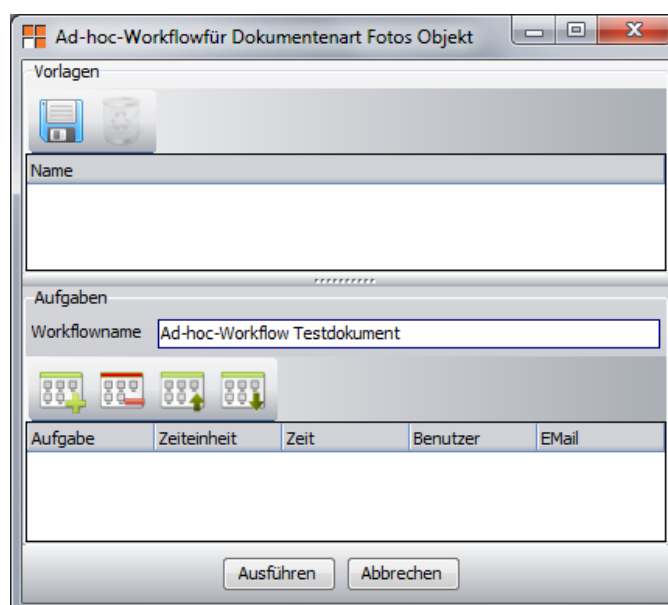 Ad-hoc-Workflowfür Dokumentenart Fotos Objekt
Vorlagen
Name
Aufgaben
Workflowname Ad-hoc-Workflow Testdokument
Aufgabe Zeiteinheit Zeit Benutzer EMail
Ausführen Abbrechen